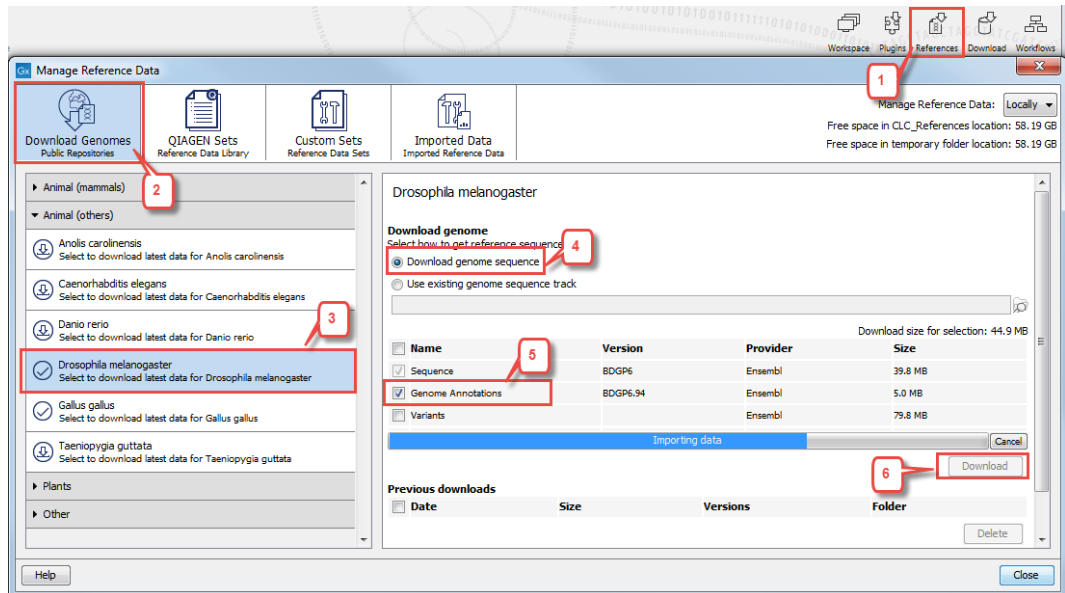 Workspace Plugins References Download Workflows
1
Gx Manage Reference Data
Download Genomes
Public Repositories
QIAGEN Sets
Reference Data Library
Custom Sets
Reference Data Sets
Imported Data
Imported Reference Data
Manage Reference Data: Locally
Free space in CLC_References location: 58.19 GB
Free space in temporary folder location: 58.19 GB
2
Animal (mammals)
Animal (others)
Anolis carolinensis
Select to download latest data for Anolis carolinensis
Caenorhabditis elegans
Select to download latest data for Caenorhabditis elegans
3
Danio rerio
Select to download latest data for Danio rerio
Drosophila melanogaster
Select to download latest data for Drosophila melanogaster
Gallus gallus
Select to download latest data for Gallus gallus
Taeniopygia guttata
Select to download latest data for Taeniopygia guttata
Plants
Other
Drosophila melanogaster
Download genome
Select how to get reference sequence
4
Download genome sequence
Use existing genome sequence track
Download size for selection: 44.9 MB
Name Version Provider Size
5
Sequence BDGP6 Ensembl 39.8 MB
Genome Annotations BDGP6.94 Ensembl 5.0 MB
Variants Ensembl 79.8 MB
Importing data Cancel
6
Download
Previous downloads
Date Size Versions Folder
Delete
Help
Close